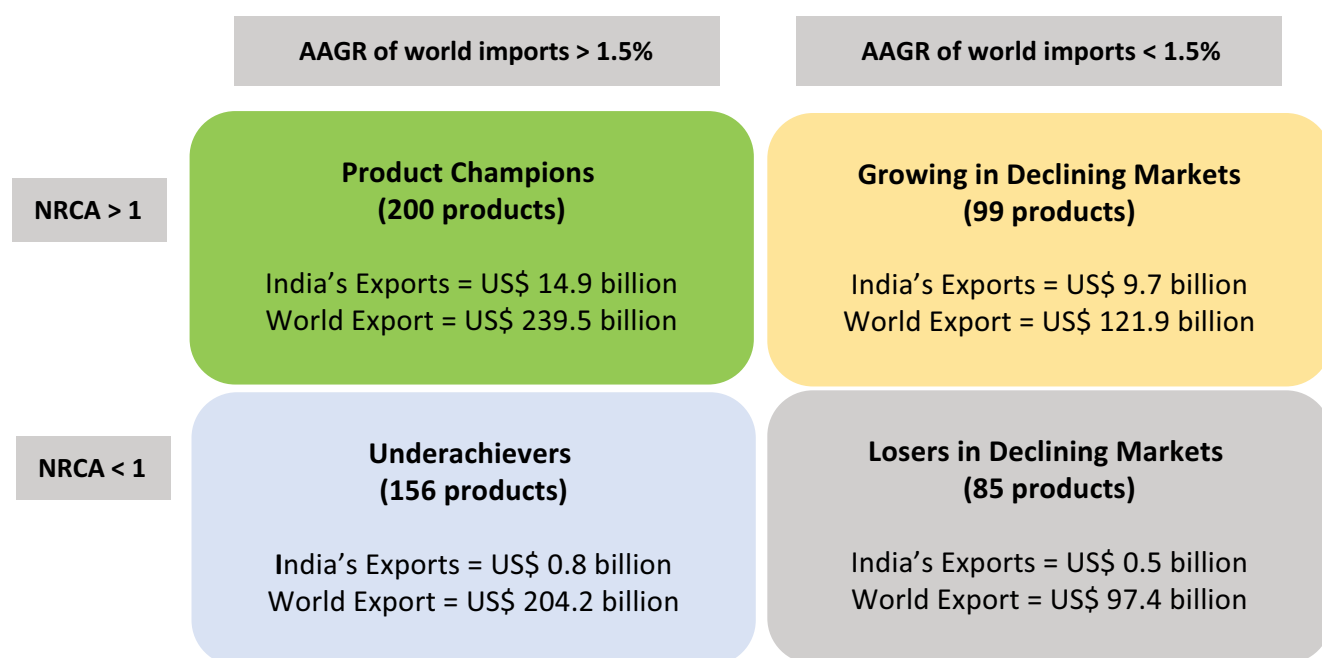 AAGR of world imports > 1.5%
AAGR of world imports < 1.5%
NRCA > 1
Product Champions
(200 products)
India’s Exports = US$ 14.9 billion
World Export = US$ 239.5 billion
Growing in Declining Markets
(99 products)
India’s Exports = US$ 9.7 billion
World Export = US$ 121.9 billion
NRCA < 1
Underachievers
(156 products)
India’s Exports = US$ 0.8 billion
World Export = US$ 204.2 billion
Losers in Declining Markets
(85 products)
India’s Exports = US$ 0.5 billion
World Export = US$ 97.4 billion